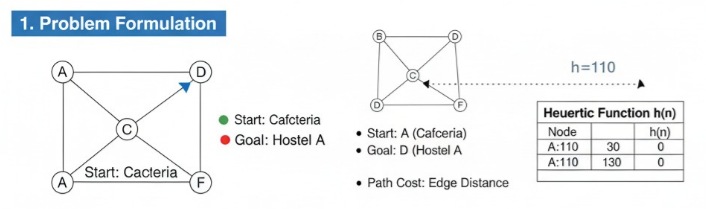 1. Problem Formulation
A
D
C
A
Start: Cacteria
F
Start: Cafcteria
Goal: Hostel A
B
D
C
D
F
h=110
Start: A (Cafceria)
Goal: D (Hostel A
Path Cost: Edge Distance
Heuertic Function h(n)
Node h(n)
A:110 30 0
A:110 130 0